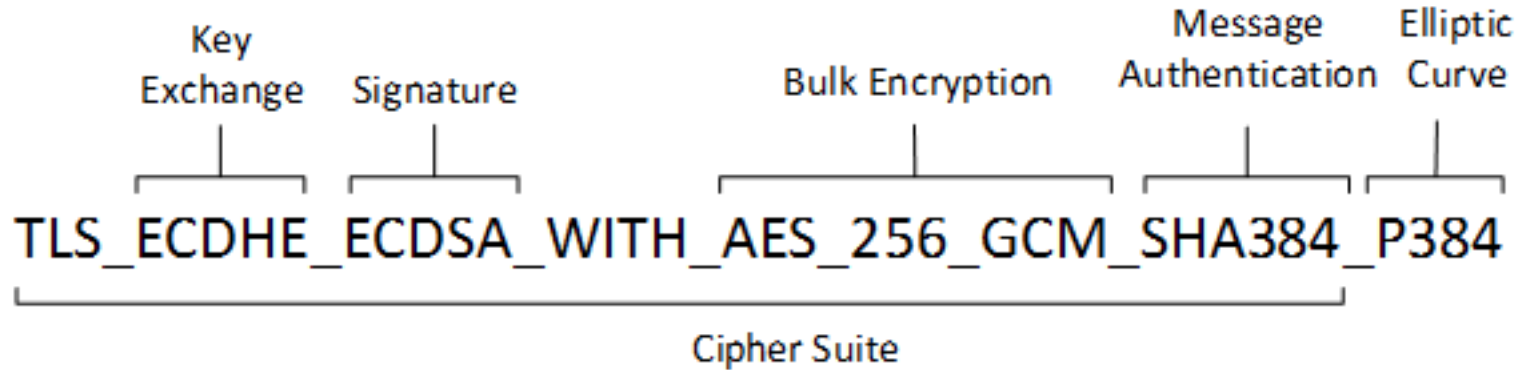 Key
Exchange
Signature
Bulk Encryption
Message
Authentication
Elliptic
Curve
TLS_ECDHE_ECDSA_WITH_AES_256_GCM_SHA384_P384
Cipher Suite